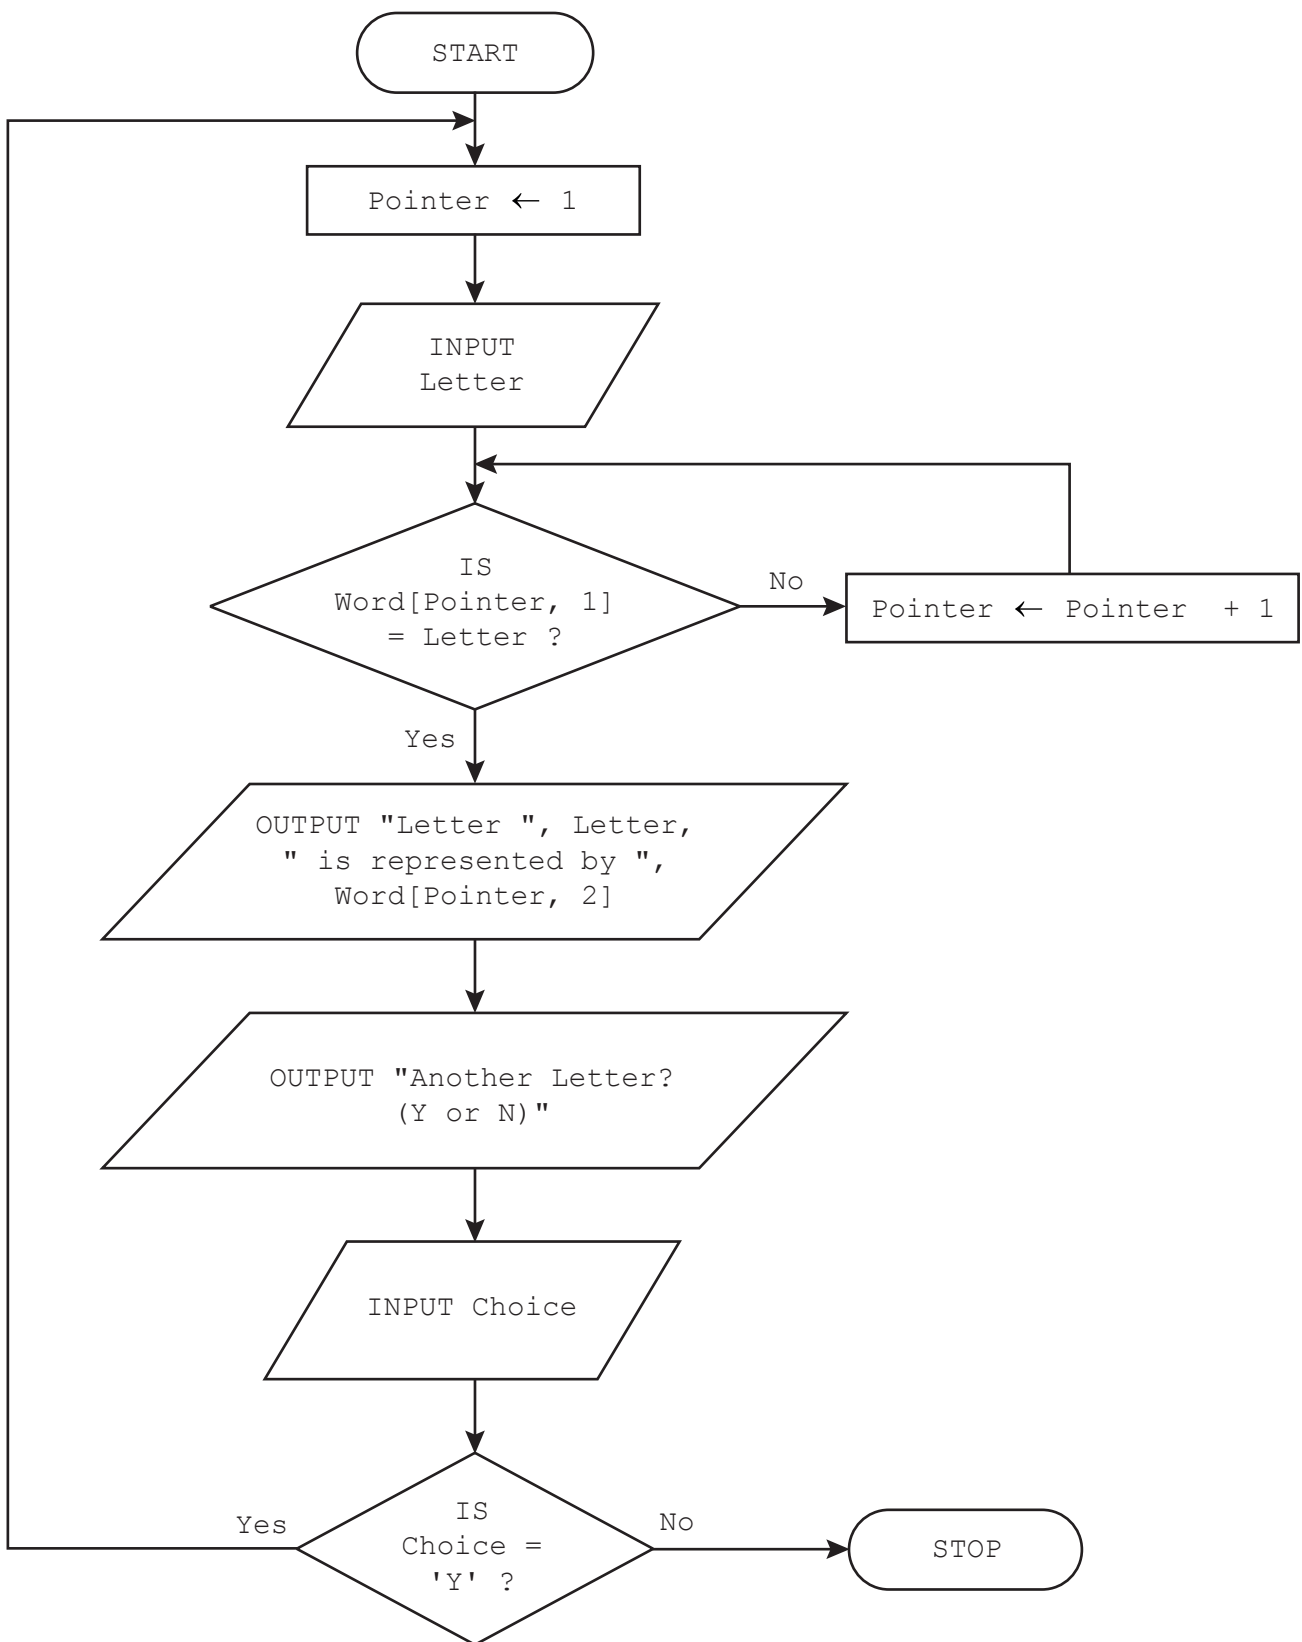 START
Pointer ← 1
INPUT
Letter
IS
Word[Pointer, 1]
= Letter ?
No
Pointer ← Pointer  + 1
Yes
OUTPUT "Letter ", Letter,
" is represented by ",
Word[Pointer, 2]
OUTPUT "Another Letter?
(Y or N)"
INPUT Choice
IS
Choice =
'Y' ?
Yes
No
STOP